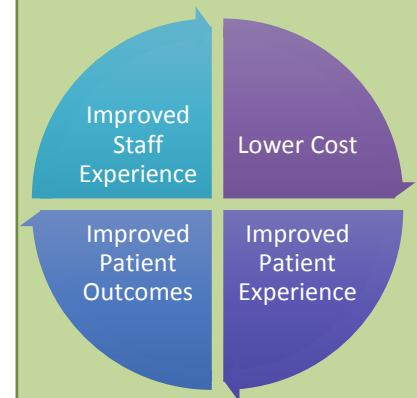 Improved
Staff
Experience
Lower Cost
Improved
Patient
Outcomes
Improved
Patient
Experience